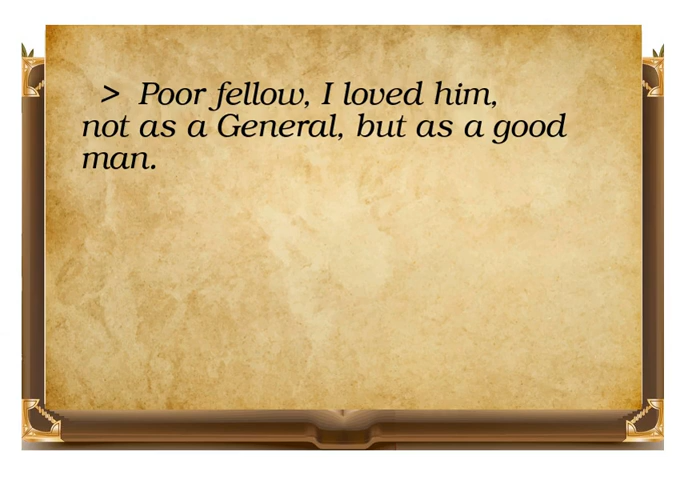 > Poor fellow, I loved him,
not as a General, but as a good
man.